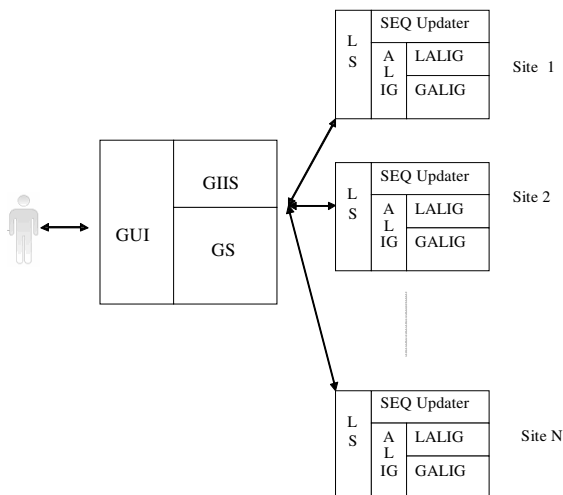 GUI
GIIS
GS
L
S
SEQ Updater
A
L
IG
LALIG
GALIG
Site 1
L
S
SEQ Updater
A
L
IG
LALIG
GALIG
Site 2
L
S
SEQ Updater
A
L
IG
LALIG
GALIG
Site N